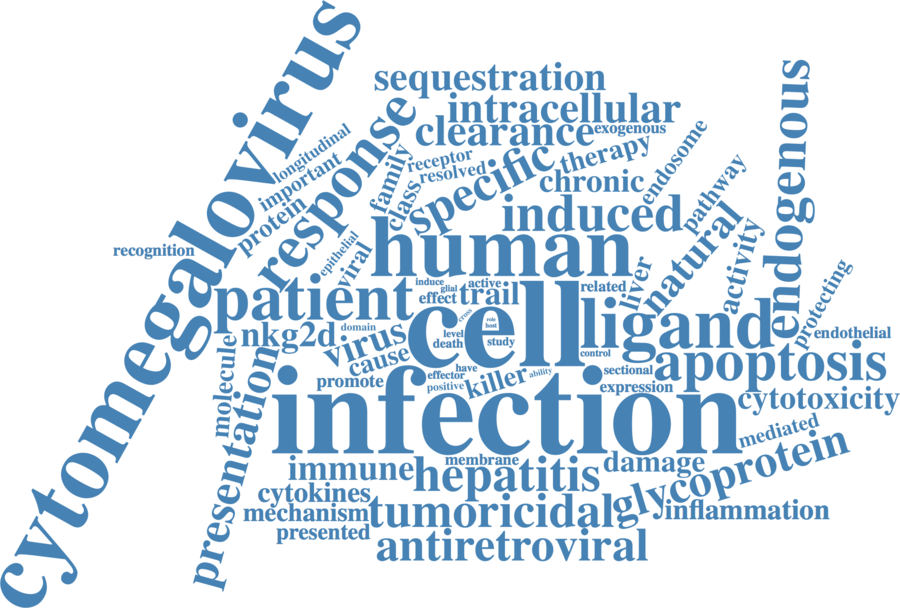 cytomegalovirus
sequestration
intracellular
clearance
exogenous
longitudinal
important
protein
response
family
class
receptor
resolved
specific
therapy
chronic
endosome
pathway
endogenous
recognition
epithelial
viral
human
induced
natural
activity
liver
protecting
patient
induce
glial
active
effect
trail
related
cell
ligand
endothelial
nkg2d
domain
virus
cause
cross
role
host
level
death
study
control
apoptosis
molecule
presentation
promote
have
effector
positive
killer
ability
sectional
expression
cytotoxicity
infection
mediated
immune
membrane
hepatitis
damage
glycoprotein
cytokines
mechanism
tumoricidal
inflammation
presented
antiretroviral